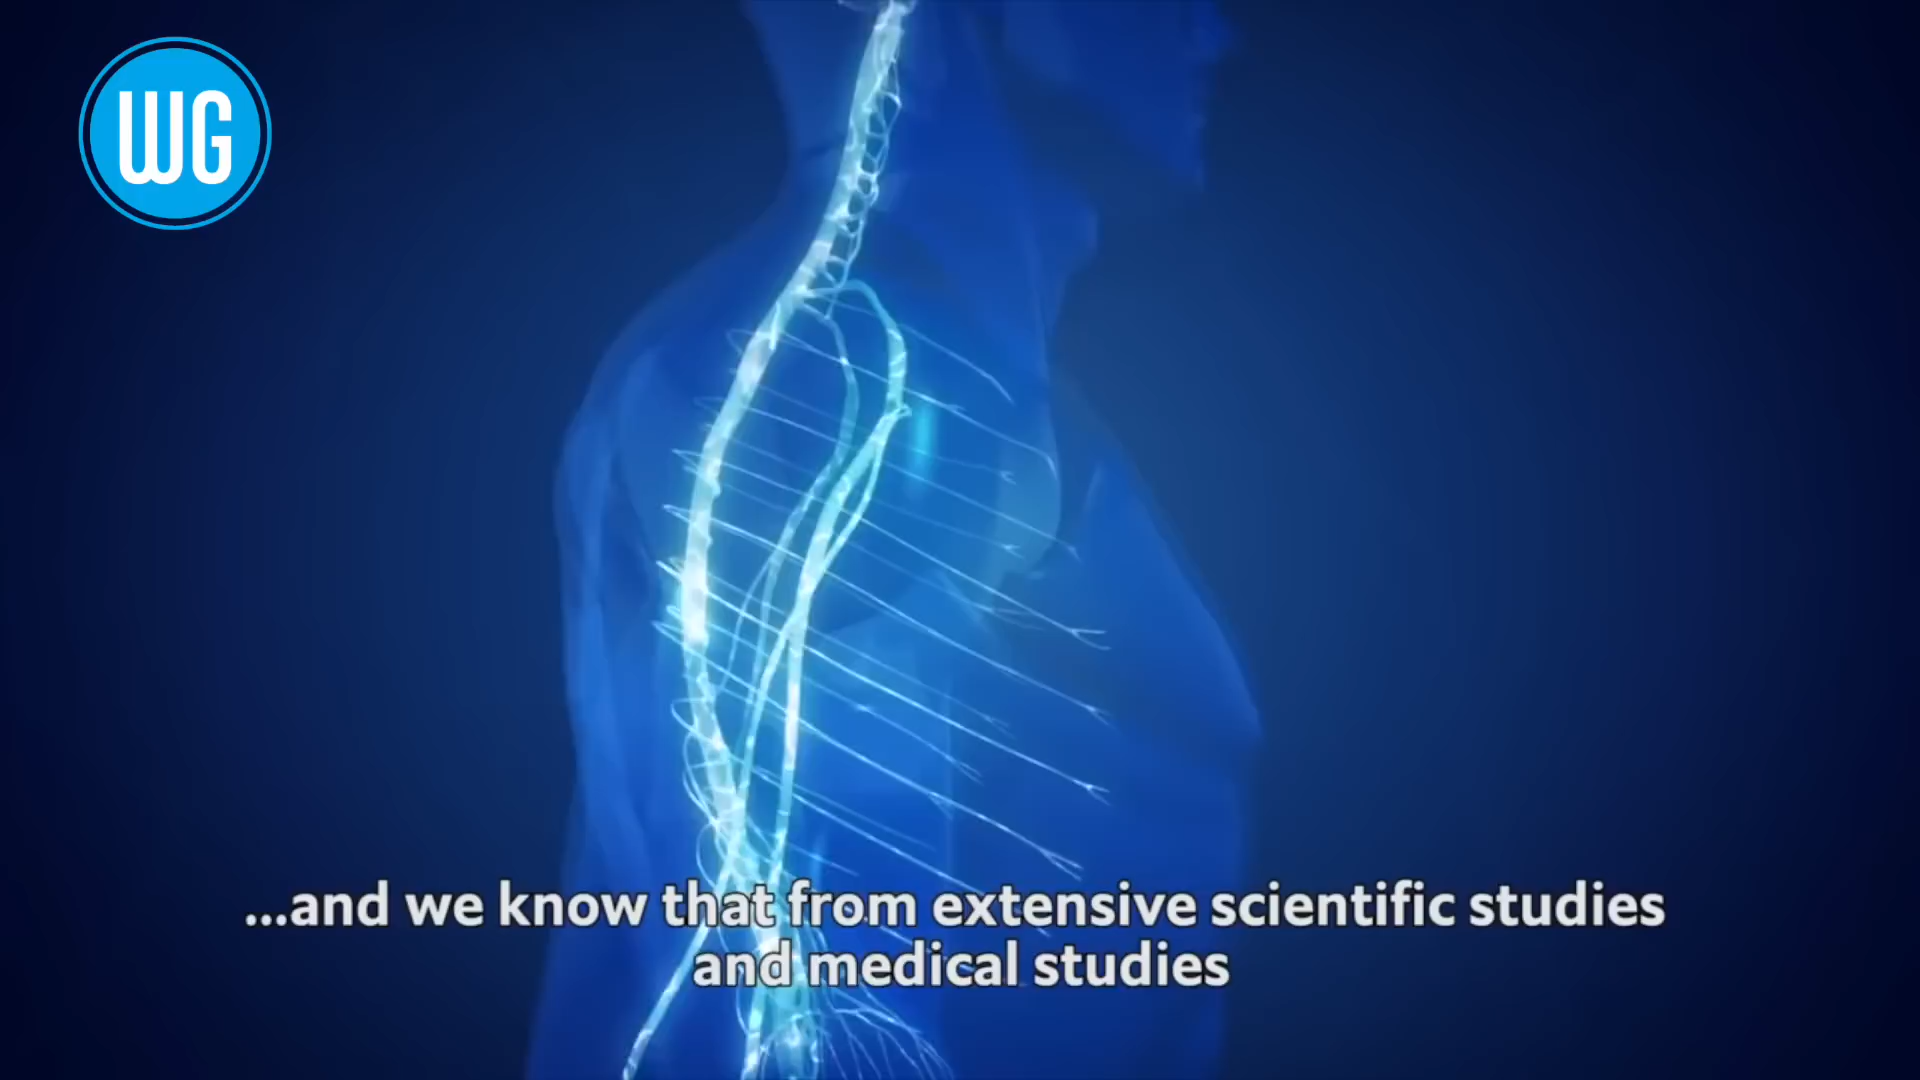 WG
...and we know that from extensive scientific studies
and medical studies